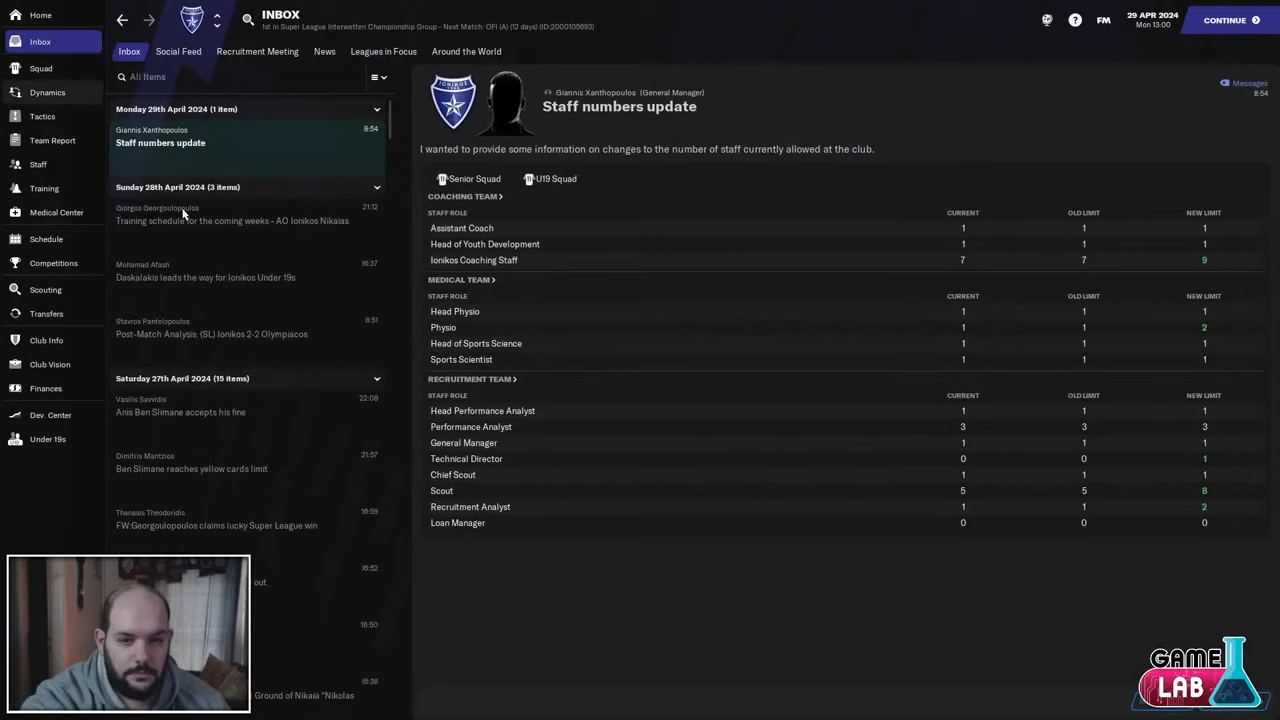 Home
Inbox
Squad
Dynamics
Tactics
Team Report
Staff
Training
Medical Center
Schedule
Competitions
Scouting
Transfers
Club Info
Club Vision
Finances
Dev. Center
Under 19s
INBOX
1st in Super League Interwetten Championship Group - Next Match: OFI (A) (12 days) (ID:2000105693)
FM
29 APR 2024
Mon 13:00
CONTINUE
Inbox Social Feed Recruitment Meeting News Leagues in Focus Around the World
All Items
Monday 29th April 2024 (1 item)
Giannis Xanthopoulos 8:54
Staff numbers update
Sunday 28th April 2024 (3 items)
Giorgos Georgoulopoulos 21:12
Training schedule for the coming weeks - AO Ionikos Nikaias
Mohamad Afash 16:37
Daskalakis leads the way for Ionikos Under 19s
Stavros Pantelopoulos 8:51
Post-Match Analysis: (SL) Ionikos 2-2 Olympiacos
Saturday 27th April 2024 (15 items)
Vasilis Savvidis 22:08
Anis Ben Slimane accepts his fine
Dimitris Mantzios 21:57
Ben Slimane reaches yellow cards limit
Thanasis Theodoridis 16:59
FW:Georgoulopoulos claims lucky Super League win
16:52
out.
16:50
16:38
Ground of Nikaia "Nikolas
IONIKOS
Giannis Xanthopoulos (General Manager)
Staff numbers update
Messages
8:54
I wanted to provide some information on changes to the number of staff currently allowed at the club.
Senior Squad U19 Squad
COACHING TEAM
STAFF ROLE CURRENT OLD LIMIT NEW LIMIT
Assistant Coach 1 1 1
Head of Youth Development 1 1 1
Ionikos Coaching Staff 7 7 9
MEDICAL TEAM
STAFF ROLE CURRENT OLD LIMIT NEW LIMIT
Head Physio 1 1 1
Physio 1 1 2
Head of Sports Science 1 1 1
Sports Scientist 1 1 1
RECRUITMENT TEAM
STAFF ROLE CURRENT OLD LIMIT NEW LIMIT
Head Performance Analyst 1 1 1
Performance Analyst 3 3 3
General Manager 1 1 1
Technical Director 0 0 1
Chief Scout 1 1 1
Scout 5 5 8
Recruitment Analyst 1 1 2
Loan Manager 0 0 0
GAME
LAB